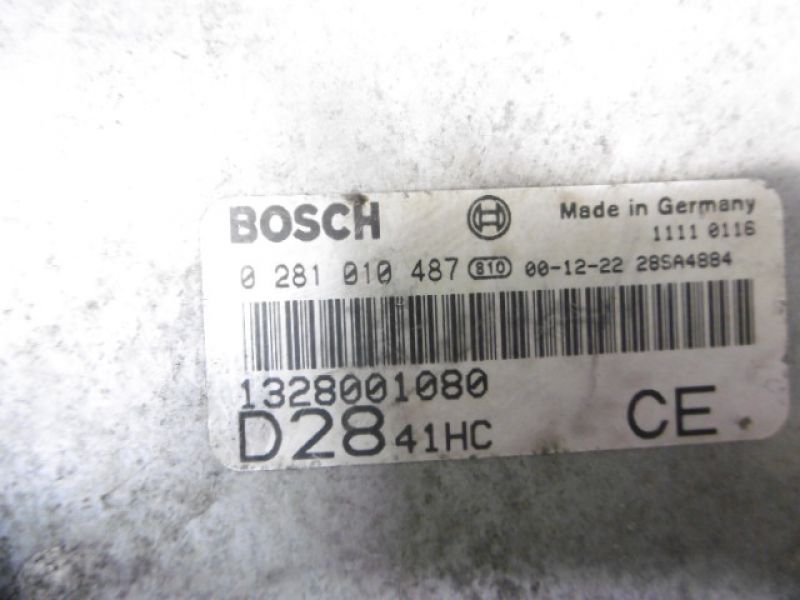 BOSCH Made in Germany
1111 0116
0 281 010 487 810 00-12-22 28SA4884
1328001080
D28 41HC CE